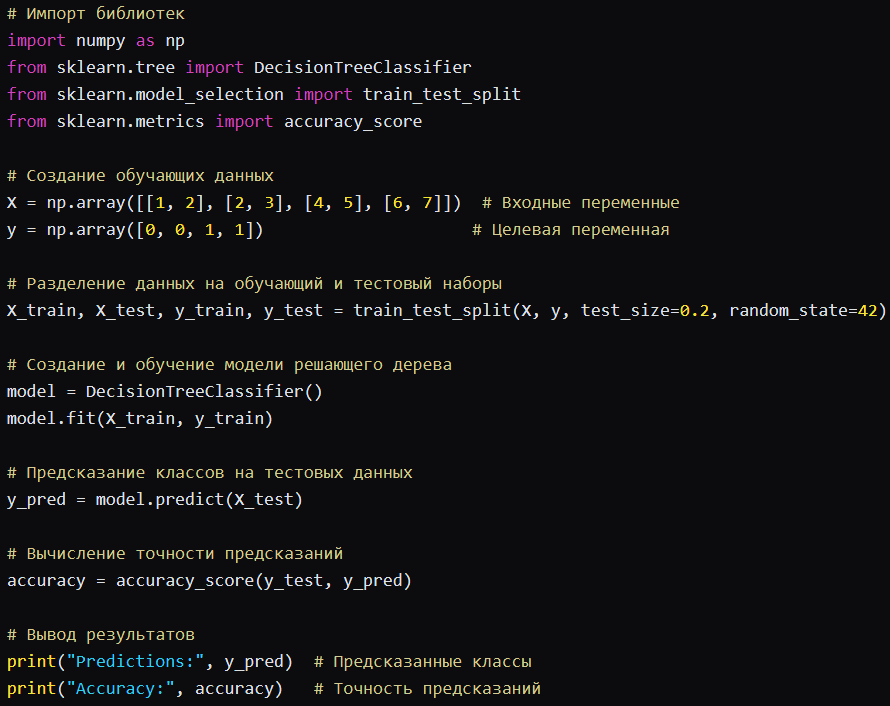 # Импорт библиотек
import numpy as np
from sklearn.tree import DecisionTreeClassifier
from sklearn.model_selection import train_test_split
from sklearn.metrics import accuracy_score
# Создание обучающих данных
X = np.array([[1, 2], [2, 3], [4, 5], [6, 7]])  # Входные переменные
y = np.array([0, 0, 1, 1])                     # Целевая переменная
# Разделение данных на обучающий и тестовый наборы
X_train, X_test, y_train, y_test = train_test_split(X, y, test_size=0.2, random_state=42)
# Создание и обучение модели решающего дерева
model = DecisionTreeClassifier()
model.fit(X_train, y_train)
# Предсказание классов на тестовых данных
y_pred = model.predict(X_test)
# Вычисление точности предсказаний
accuracy = accuracy_score(y_test, y_pred)
# Вывод результатов
print("Predictions:", y_pred)  # Предсказанные классы
print("Accuracy:", accuracy)   # Точность предсказаний